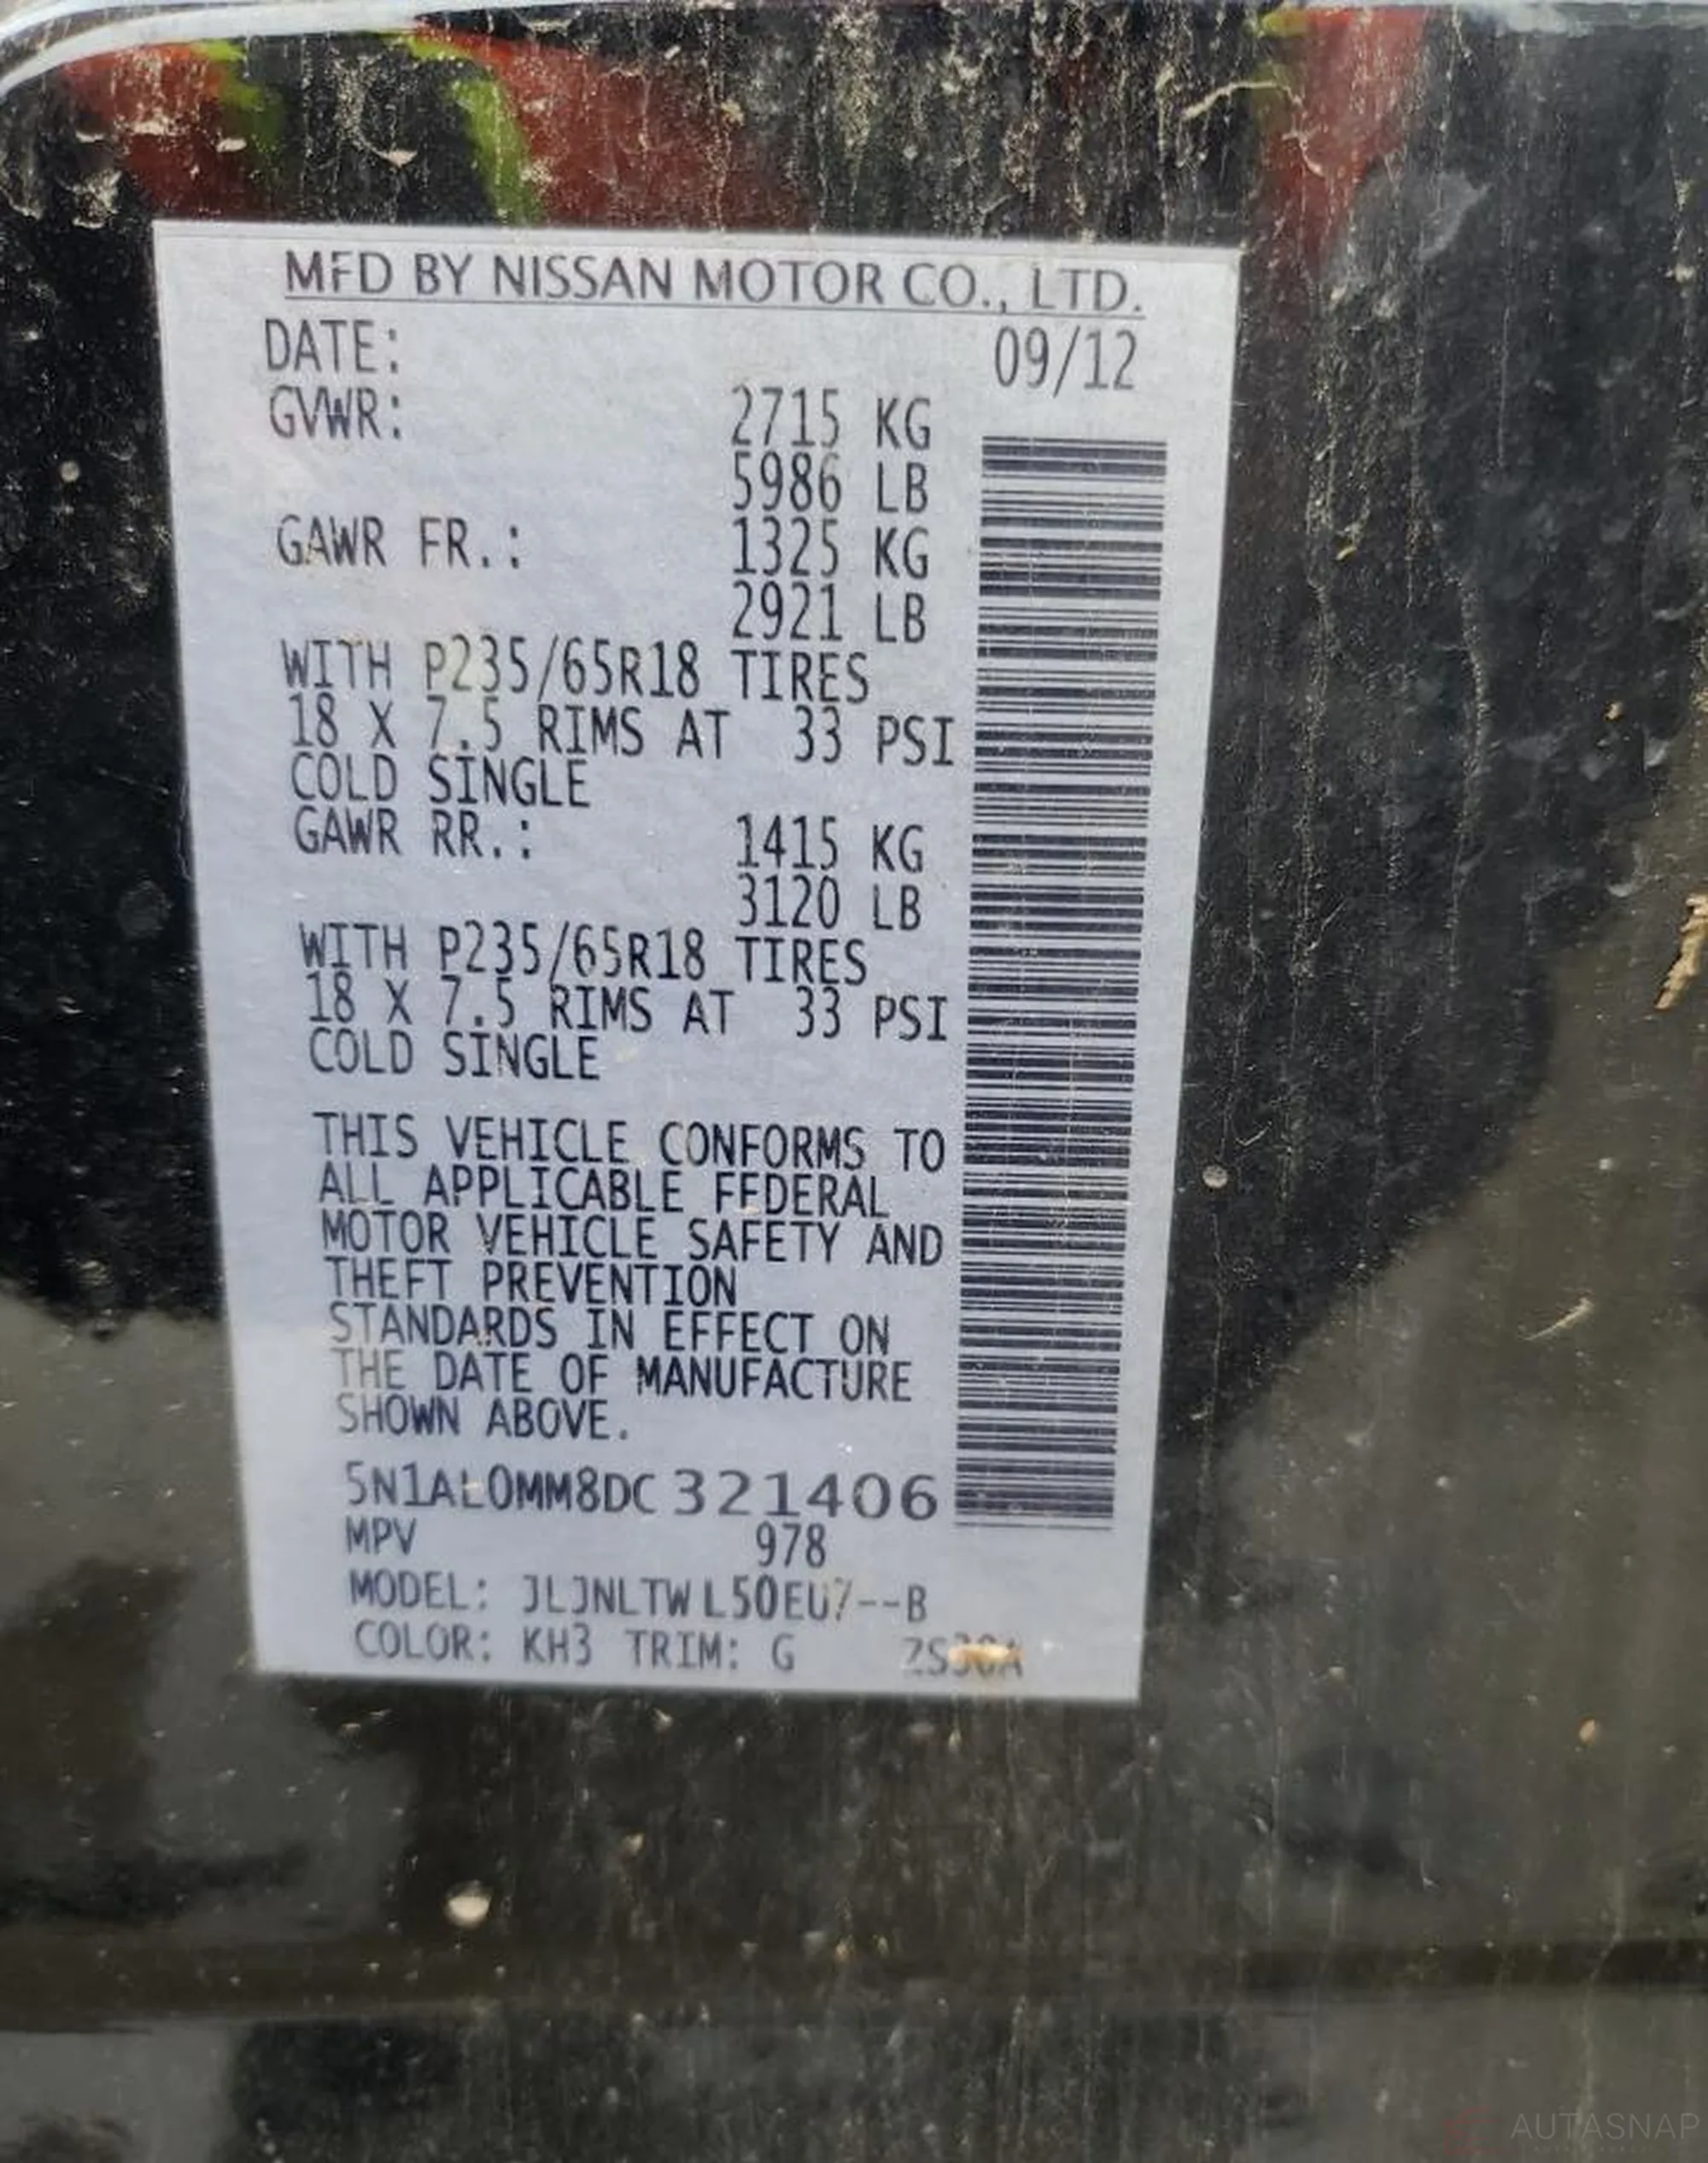 MFD BY NISSAN MOTOR CO., LTD.
DATE: 09/12
GVWR: 2715 KG
5986 LB
GAWR FR.: 1325 KG
2921 LB
WITH P235/65R18 TIRES
18 X 7.5 RIMS AT 33 PSI
COLD SINGLE
GAWR RR.: 1415 KG
3120 LB
WITH P235/65R18 TIRES
18 X 7.5 RIMS AT 33 PSI
COLD SINGLE
THIS VEHICLE CONFORMS TO
ALL APPLICABLE FEDERAL
MOTOR VEHICLE SAFETY AND
THEFT PREVENTION
STANDARDS IN EFFECT ON
THE DATE OF MANUFACTURE
SHOWN ABOVE.
5N1AL0MM8DC321406
MPV 978
MODEL: JLJNLTWL50EU7--B
COLOR: KH3 TRIM: G
AUTASNAP